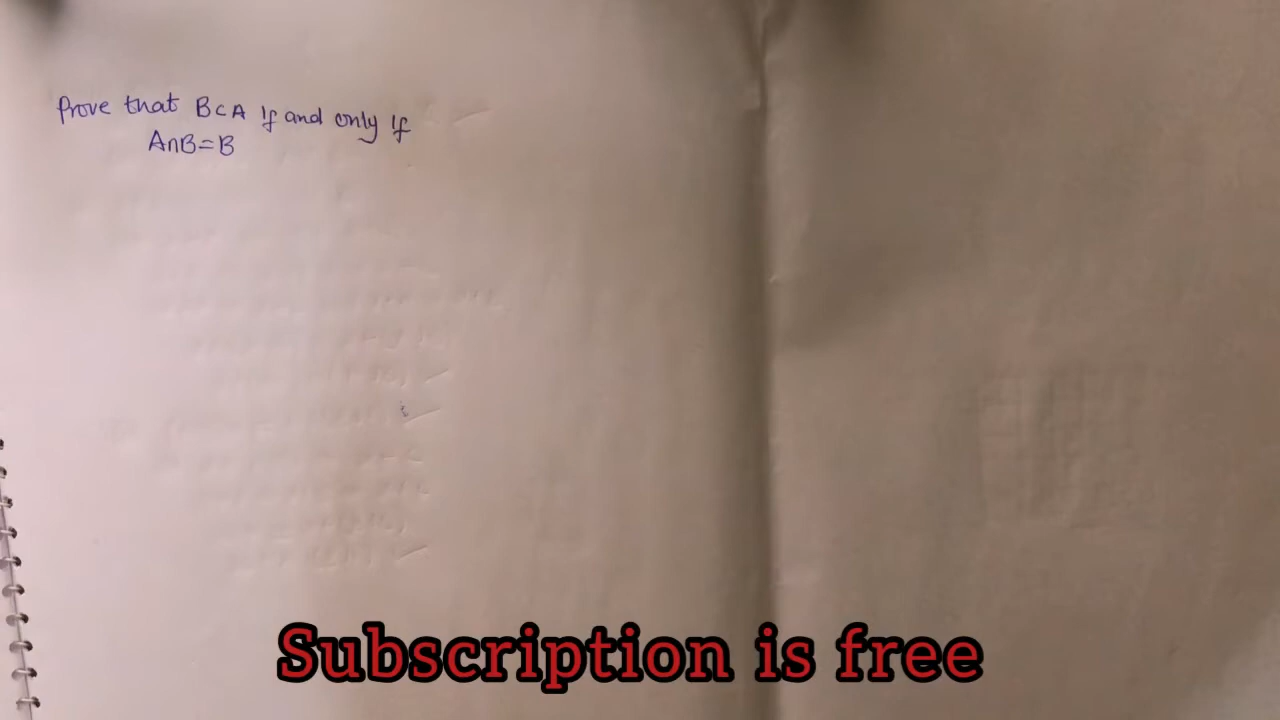 Prove that B⊂A If and only If
A∩B=B
Subscription is free